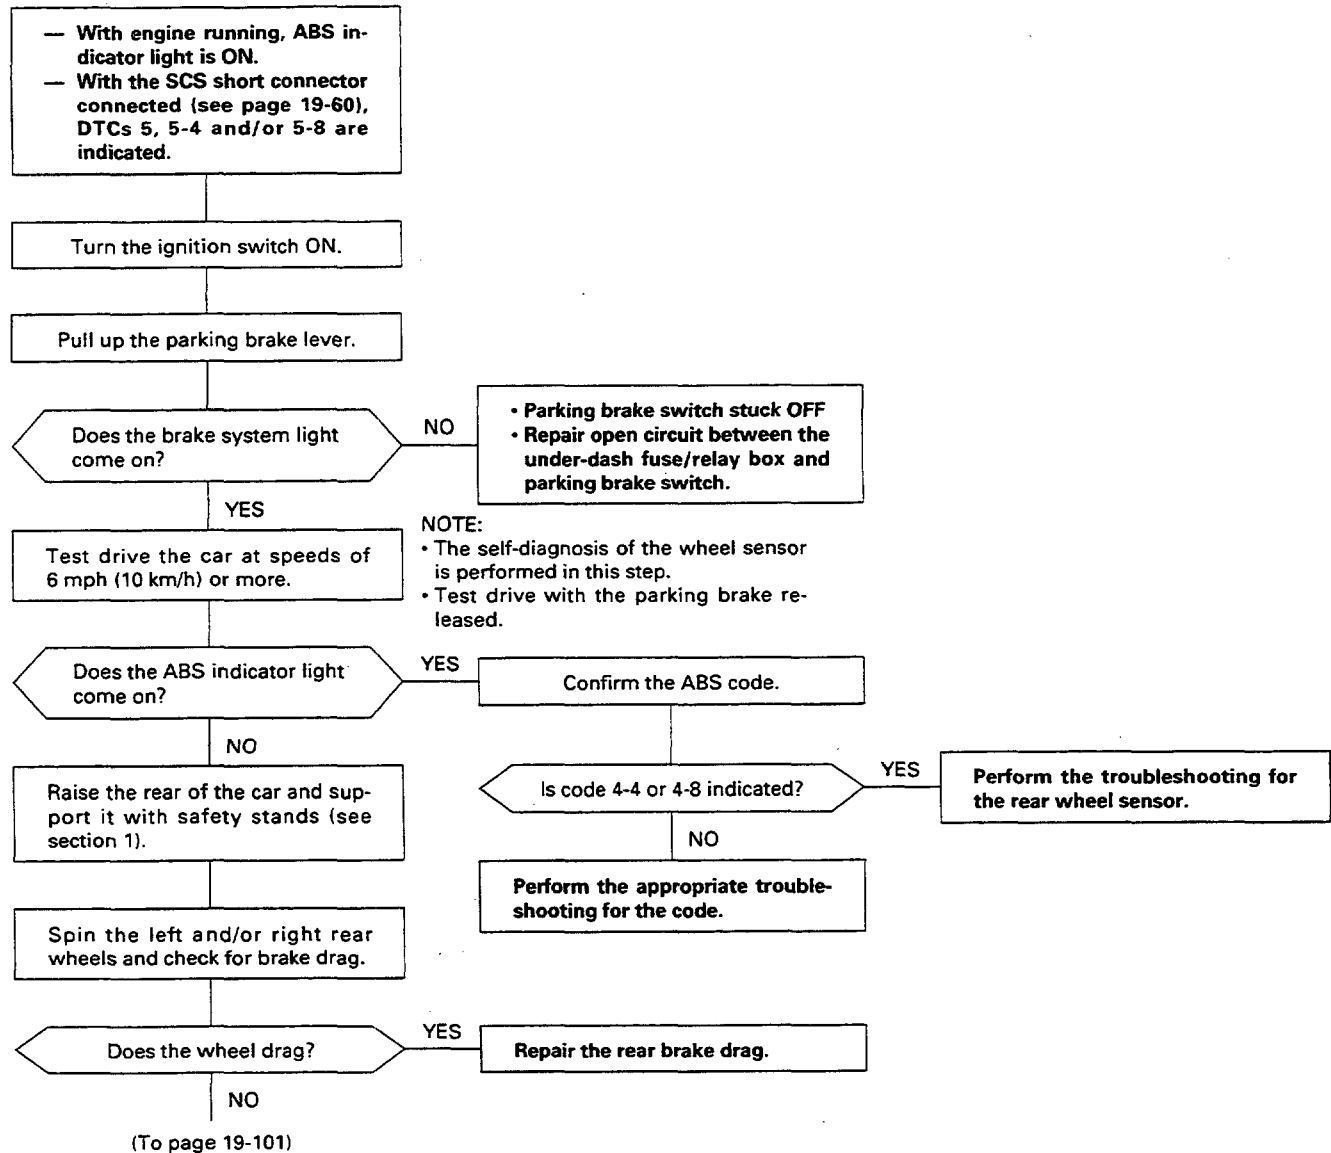 — With engine running, ABS in-
dicator light is ON.
— With the SCS short connector
connected (see page 19-60),
DTCs 5, 5-4 and/or 5-8 are
indicated.
Turn the ignition switch ON.
Pull up the parking brake lever.
Does the brake system light
come on?
NO
• Parking brake switch stuck OFF
• Repair open circuit between the
under-dash fuse/relay box and
parking brake switch.
YES
Test drive the car at speeds of
6 mph (10 km/h) or more.
NOTE:
• The self-diagnosis of the wheel sensor
is performed in this step.
• Test drive with the parking brake re-
leased.
Does the ABS indicator light
come on?
YES
Confirm the ABS code.
NO
Is code 4-4 or 4-8 indicated?
YES
Perform the troubleshooting for
the rear wheel sensor.
NO
Perform the appropriate trouble-
shooting for the code.
Raise the rear of the car and sup-
port it with safety stands (see
section 1).
Spin the left and/or right rear
wheels and check for brake drag.
Does the wheel drag?
YES
Repair the rear brake drag.
NO
(To page 19-101)